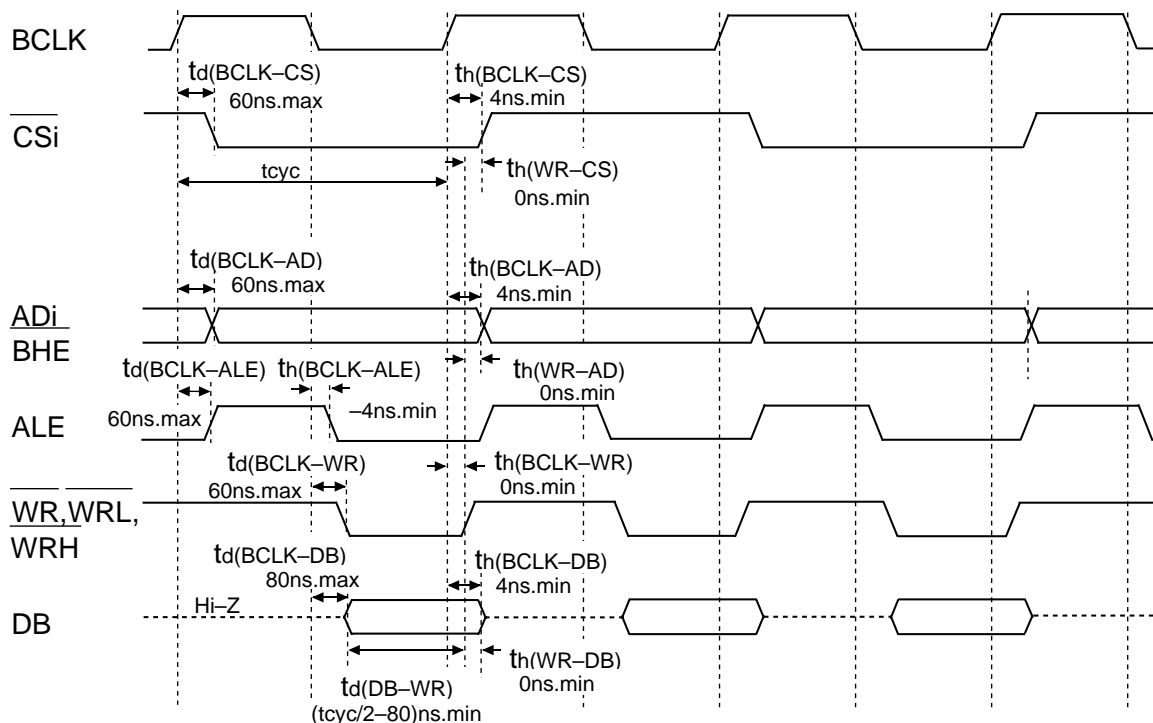 BCLK
td(BCLK–CS)
60ns.max
th(BCLK–CS)
4ns.min
CSi
tcyc
th(WR–CS)
0ns.min
td(BCLK–AD)
60ns.max
th(BCLK–AD)
4ns.min
ADi
BHE
td(BCLK–ALE)
th(BCLK–ALE)
th(WR–AD)
0ns.min
60ns.max
–4ns.min
ALE
td(BCLK–WR)
60ns.max
th(BCLK–WR)
0ns.min
WR,WRL,
WRH
td(BCLK–DB)
80ns.max
th(BCLK–DB)
4ns.min
Hi–Z
DB
th(WR–DB)
0ns.min
td(DB–WR)
(tcyc/2–80)ns.min